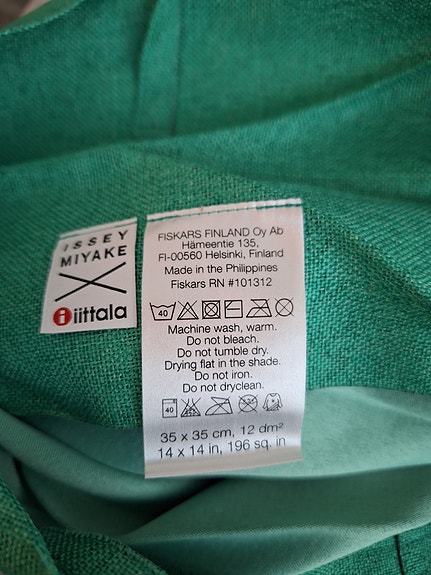 ISSEY
MIYAKE
iittala
FISKARS FINLAND Oy Ab
Hämeentie 135,
FI-00560 Helsinki, Finland
Made in the Philippines
Fiskars RN #101312
40
Machine wash, warm.
Do not bleach.
Do not tumble dry.
Drying flat in the shade.
Do not iron.
Do not dryclean.
40
35 x 35 cm, 12 dm²
14 x 14 in, 196 sq. in